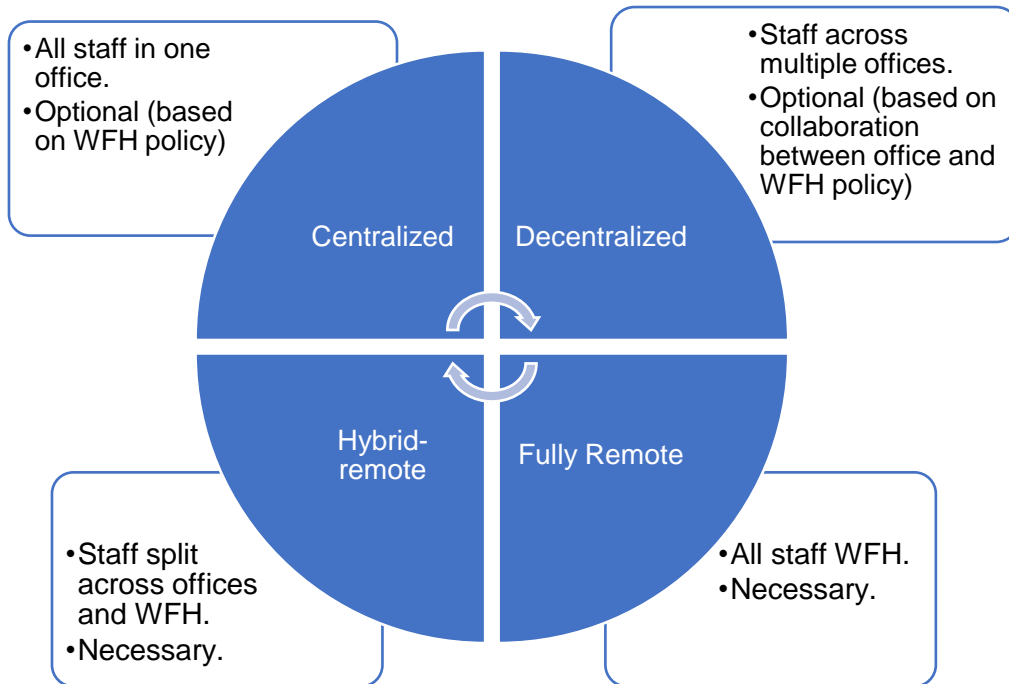 •All staff in one
office.
•Optional (based
on WFH policy)
•Staff across
multiple offices.
•Optional (based on
collaboration
between office and
WFH policy)
Centralized
Decentralized
Hybrid-
remote
Fully Remote
•Staff split
across offices
and WFH.
•Necessary.
•All staff WFH.
•Necessary.